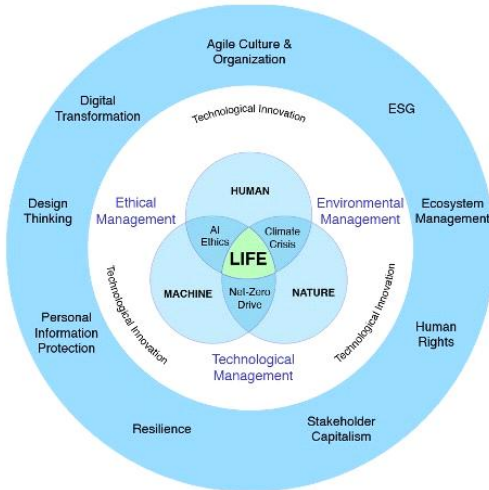 Agile Culture &
Organization
Digital
Transformation
ESG
Technological Innovation
Design
Thinking
Ethical
Management
HUMAN
Environmental
Management
Ecosystem
Management
AI
Ethics
Climate
Crisis
LIFE
MACHINE
NATURE
Net-Zero
Drive
Technological Innovation
Technological Innovation
Personal
Information
Protection
Human
Rights
Technological
Management
Resilience
Stakeholder
Capitalism